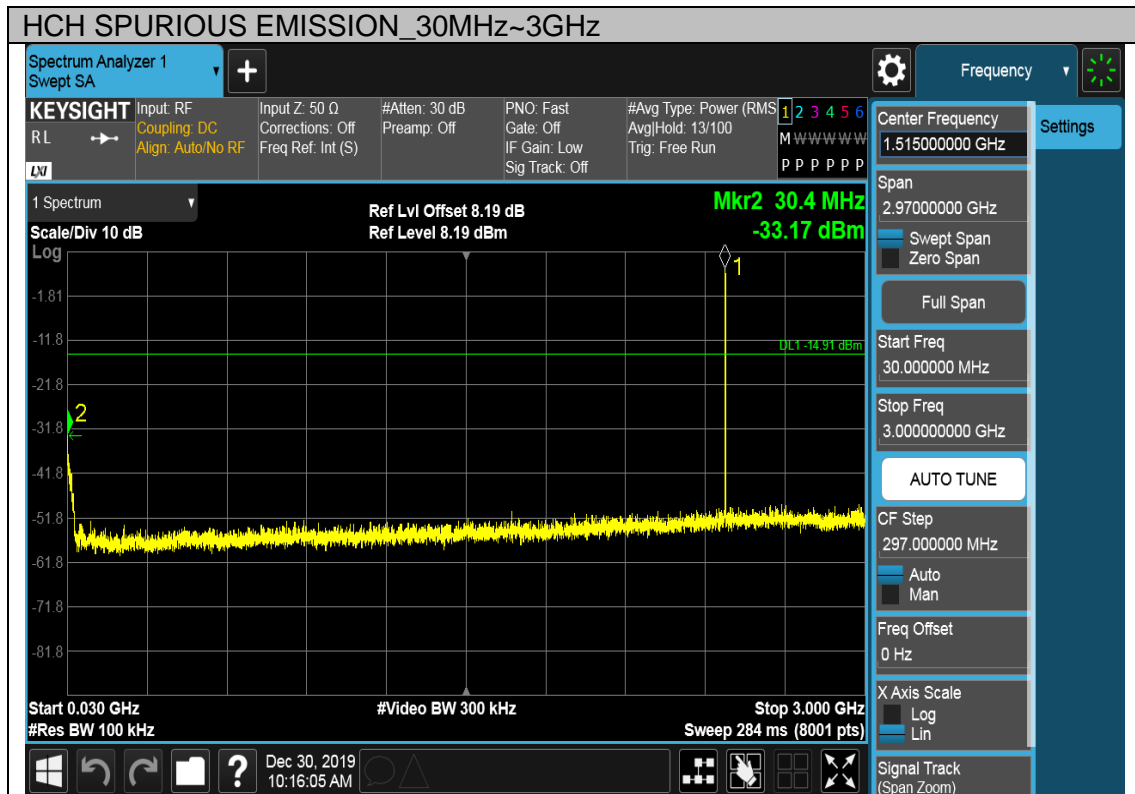 HCH SPURIOUS EMISSION_30MHz~3GHz
Spectrum Analyzer 1
Swept SA
+
Frequency
KEYSIGHT
RL
LXI
Input: RF
Coupling: DC
Align: Auto/No RF
Input Z: 50 Ω
Corrections: Off
Freq Ref: Int (S)
#Atten: 30 dB
Preamp: Off
PNO: Fast
Gate: Off
IF Gain: Low
Sig Track: Off
#Avg Type: Power (RMS
Avg|Hold: 13/100
Trig: Free Run
1 2 3 4 5 6
M W W W W W
P P P P P P
Center Frequency
1.515000000 GHz
Settings
1 Spectrum
Scale/Div 10 dB
Log
Ref Lvl Offset 8.19 dB
Ref Level 8.19 dBm
Mkr2 30.4 MHz
-33.17 dBm
1
-1.81
-11.8
DL1 -14.91 dBm
-21.8
2
-31.8
-41.8
-51.8
-61.8
-71.8
-81.8
Start 0.030 GHz
#Res BW 100 kHz
#Video BW 300 kHz
Stop 3.000 GHz
Sweep 284 ms (8001 pts)
Span
2.97000000 GHz
Swept Span
Zero Span
Full Span
Start Freq
30.000000 MHz
Stop Freq
3.000000000 GHz
AUTO TUNE
CF Step
297.000000 MHz
Auto
Man
Freq Offset
0 Hz
X Axis Scale
Log
Lin
Signal Track
(Span Zoom)
?
Dec 30, 2019
10:16:05 AM